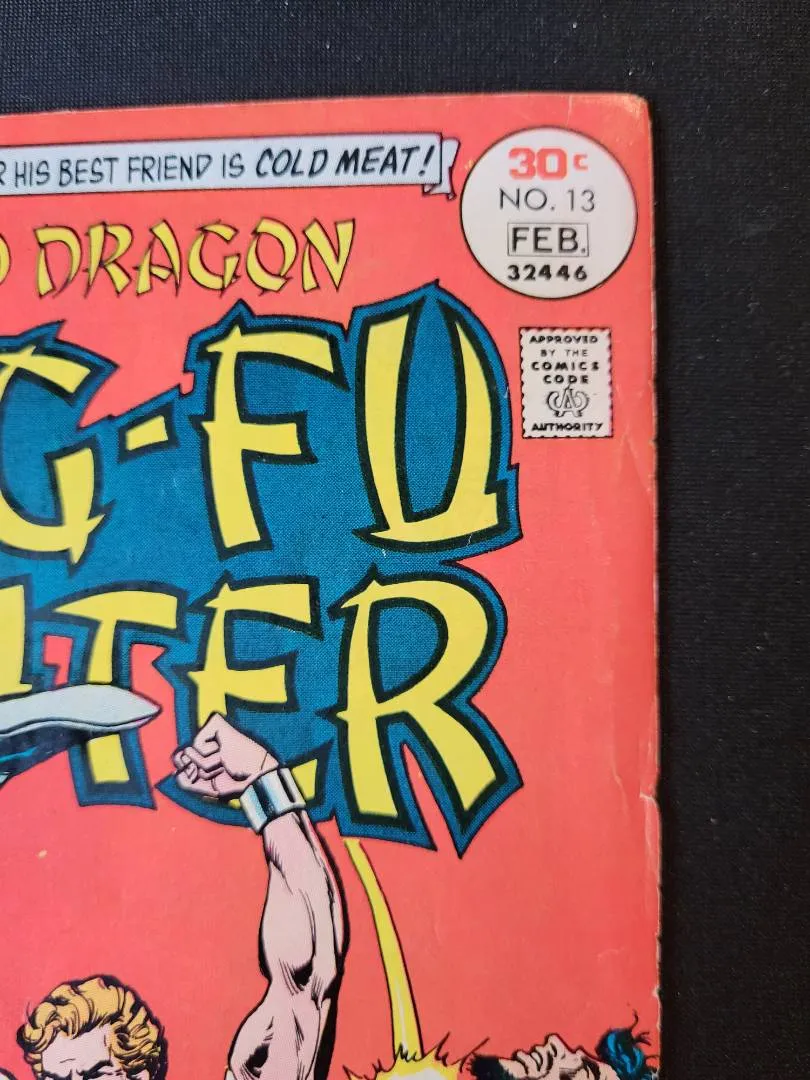 R HIS BEST FRIEND IS COLD MEAT!
30¢
NO. 13
FEB.
32446
DRAGON
APPROVED
BY THE
COMICS
CODE
CA
AUTHORITY
G-FU
TER